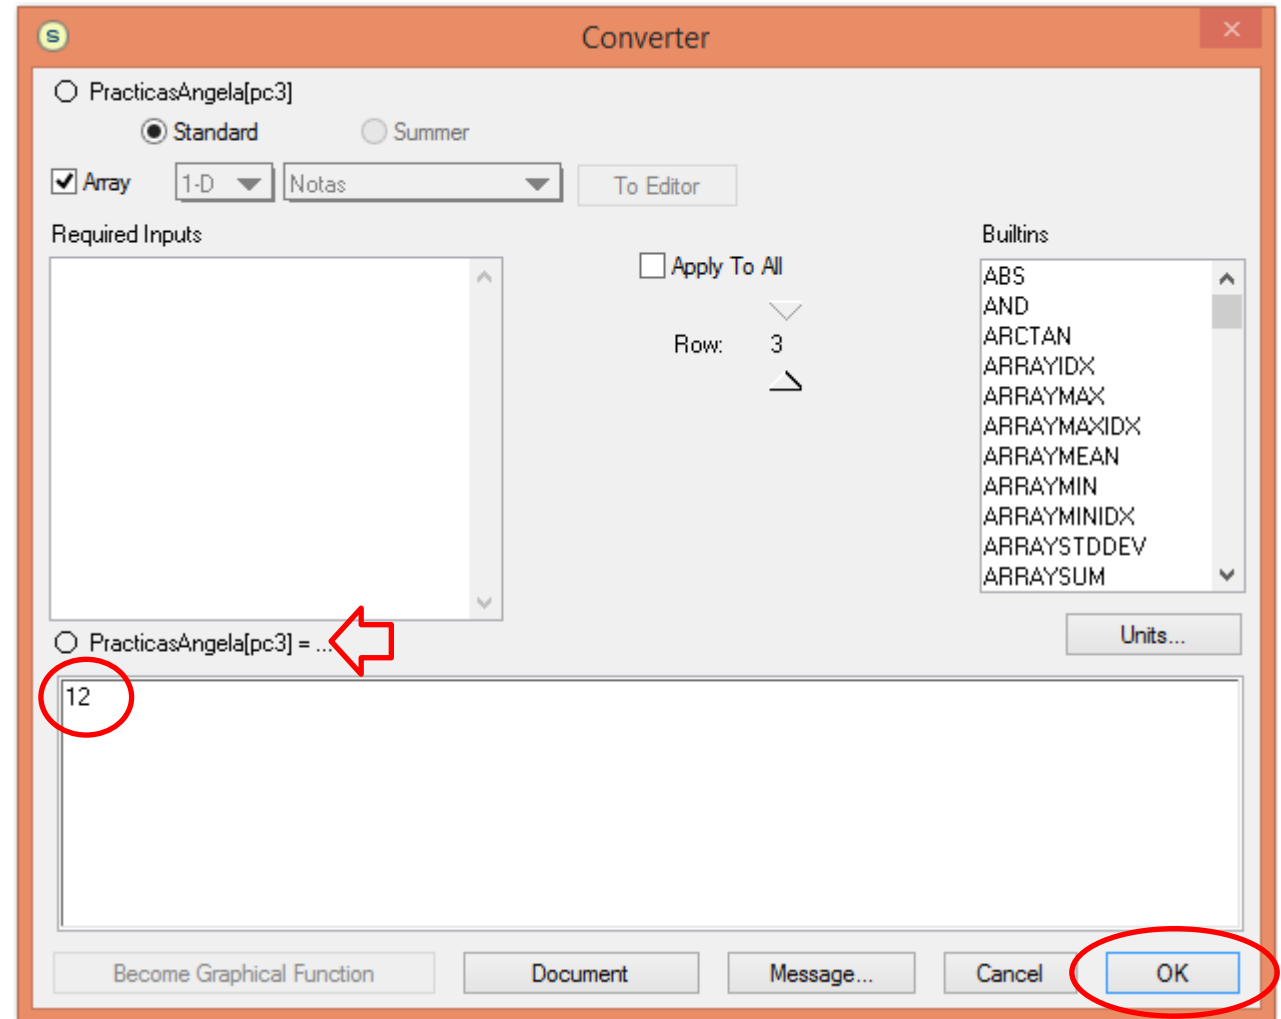 S
Converter
PracticasAngela[pc3]
Standard Summer
Array 1-D Notas To Editor
Required Inputs
Apply To All
Row: 3
Builtins
ABS
AND
ARCTAN
ARRAYIDX
ARRAYMAX
ARRAYMAXIDX
ARRAYMEAN
ARRAYMIN
ARRAYMINIDX
ARRAYSTDDEV
ARRAYSUM
Units...
PracticasAngela[pc3] = ...
12
Become Graphical Function Document Message... Cancel OK